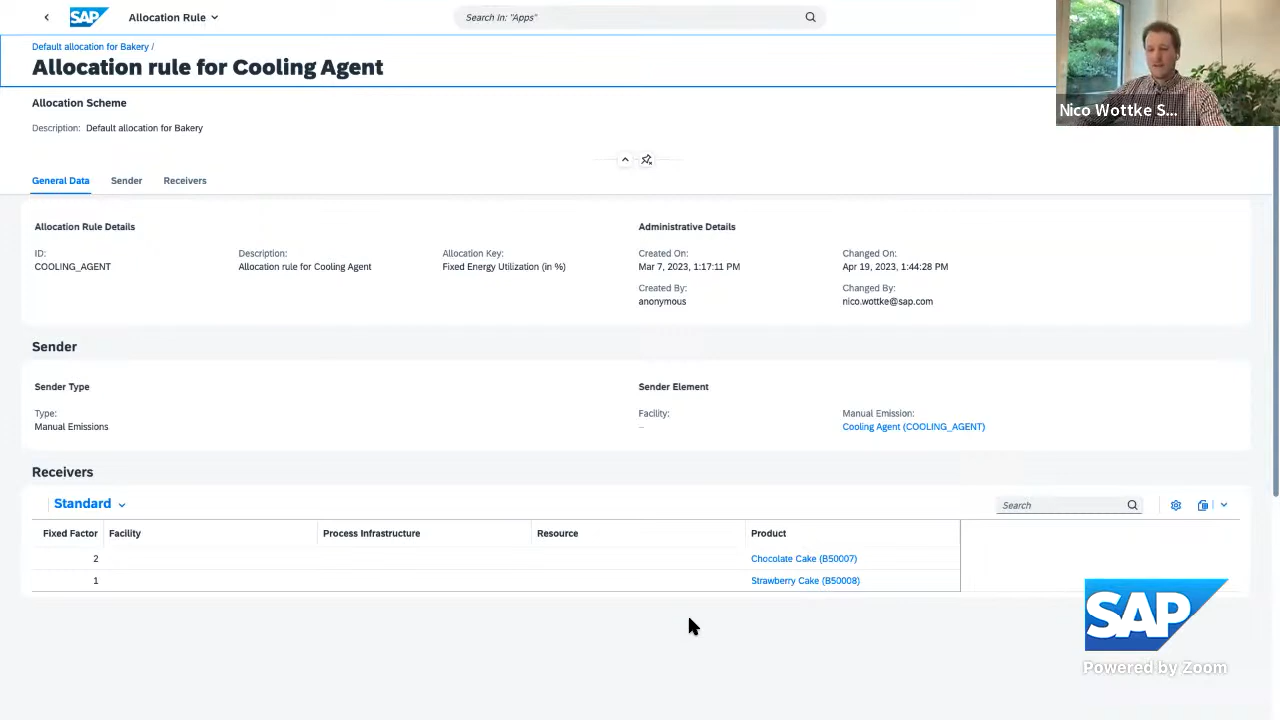 SAP
Allocation Rule
Search In: "Apps"
Default allocation for Bakery /
Allocation rule for Cooling Agent
Nico Wottke S...
Allocation Scheme
Description: Default allocation for Bakery
General Data Sender Receivers
Allocation Rule Details
Administrative Details
ID: Description: Allocation Key: Created On: Changed On:
COOLING_AGENT Allocation rule for Cooling Agent Fixed Energy Utilization (in %) Mar 7, 2023, 1:17:11 PM Apr 19, 2023, 1:44:28 PM
Created By: Changed By:
anonymous nico.wottke@sap.com
Sender
Sender Type Sender Element
Type: Facility: Manual Emission:
Manual Emissions – Cooling Agent (COOLING_AGENT)
Receivers
Standard Search
Fixed Factor Facility Process Infrastructure Resource Product
2 Chocolate Cake (B50007)
1 Strawberry Cake (B50008)
SAP
Powered by Zoom